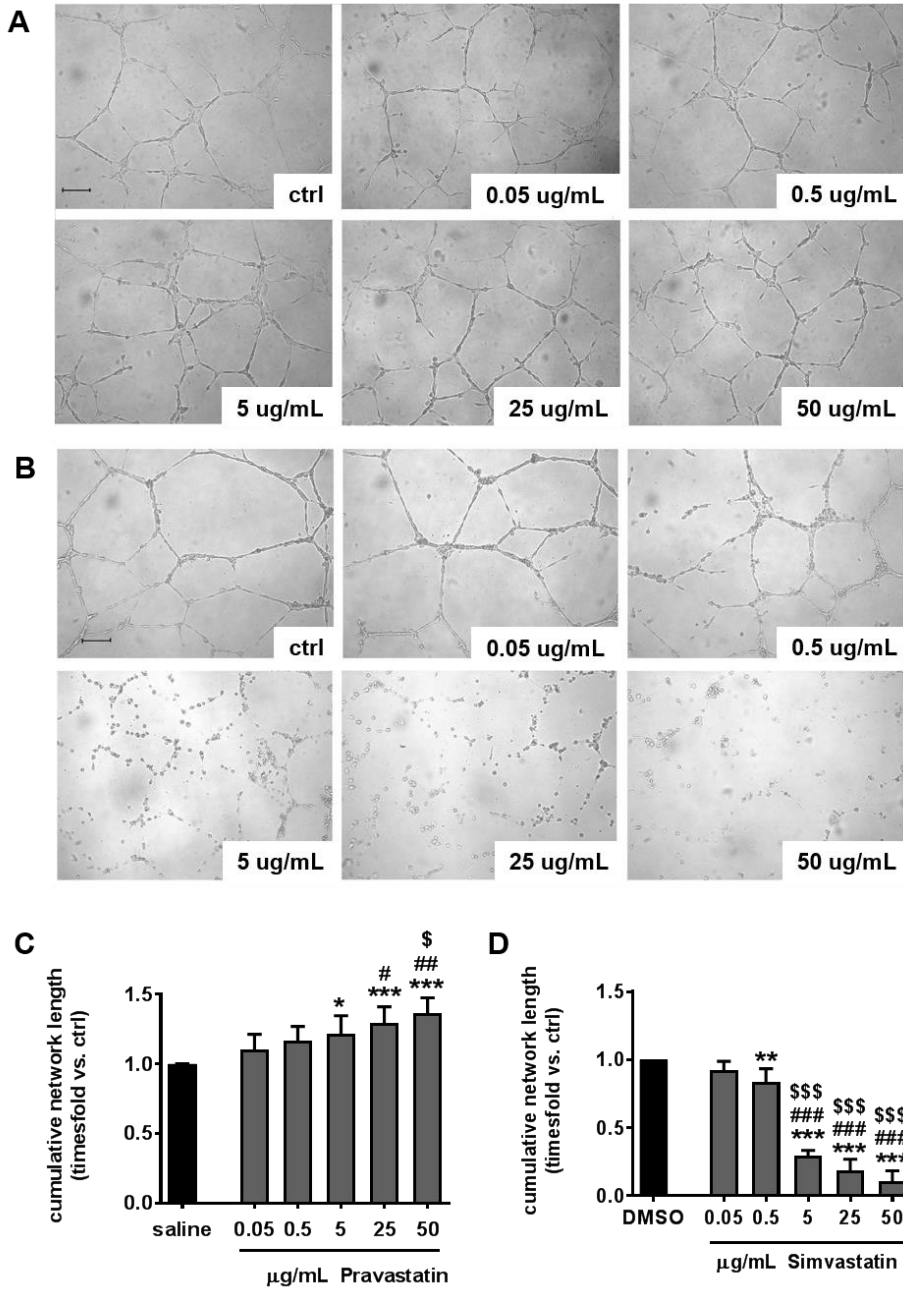 A
ctrl
0.05 ug/mL
0.5 ug/mL
5 ug/mL
25 ug/mL
50 ug/mL
B
ctrl
0.05 ug/mL
0.5 ug/mL
5 ug/mL
25 ug/mL
50 ug/mL
C
cumulative network length
(timesfold vs. ctrl)
1.5
1.0
0.5
0.0
*
#
***
$
##
***
saline
0.05
0.5
5
25
50
μg/mL Pravastatin
D
cumulative network length
(timesfold vs. ctrl)
1.5
1.0
0.5
0.0
**
$$$
###
***
$$$
###
***
$$$
###
***
DMSO
0.05
0.5
5
25
50
μg/mL Simvastatin